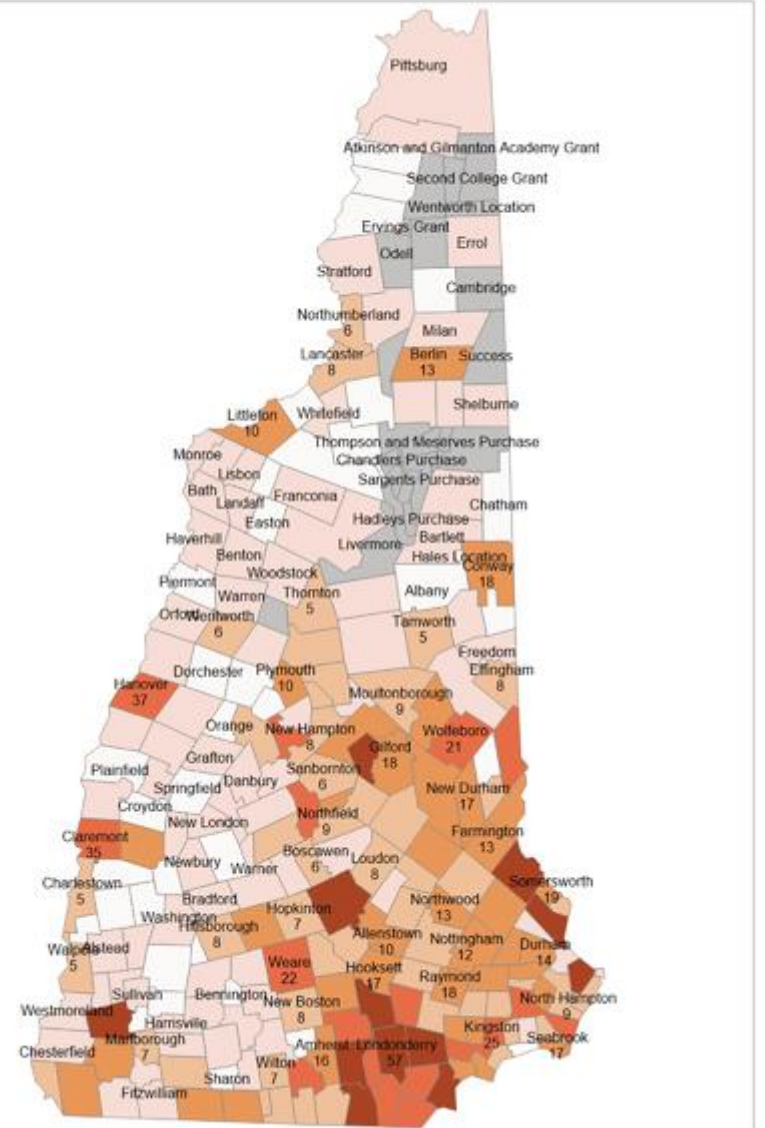 Pittsburg
Atkinson and Gilmanton Academy Grant
Second College Grant
Wentworth Location
Ervings Grant
Errol
Odell
Stratford
Cambridge
Northumberland
6
Milan
Lancaster
8
Berlin
13
Success
Shelburne
Littleton
10
Whitefield
Thompson and Meserves Purchase
Monroe
Chandlers Purchase
Lisbon
Sargents Purchase
Bath
Franconia
Landaff
Chatham
Easton
Hadleys Purchase
Haverhill
Bartlett
Livermore
Benton
Hales Location
Conway
18
Woodstock
Piermont
Albany
Warren
Thornton
5
Orford
Wentworth
6
Tamworth
5
Freedom
Dorchester
Plymouth
10
Effingham
8
Hanover
37
Moultonborough
9
Orange
New Hampton
8
Wolfeboro
21
Gilford
18
Grafton
Plainfield
Sanbornton
6
Springfield
Danbury
New Durham
17
Croydon
New London
Northfield
9
Claremont
35
Farmington
13
Boscawen
6
Newbury
Loudon
8
Warner
Charlestown
5
Somersworth
19
Bradford
Northwood
13
Hopkinton
7
Washington
Hillsborough
8
Allenstown
10
Nottingham
12
Durham
14
Walpole
5
Alstead
Weare
22
Hooksett
17
Raymond
18
Sullivan
Bennington
New Boston
8
North Hampton
9
Westmoreland
Harrisville
Kingston
25
Marlborough
7
Seabrook
17
Chesterfield
Amherst
16
Londonderry
57
Wilton
7
Sharon
Fitzwilliam